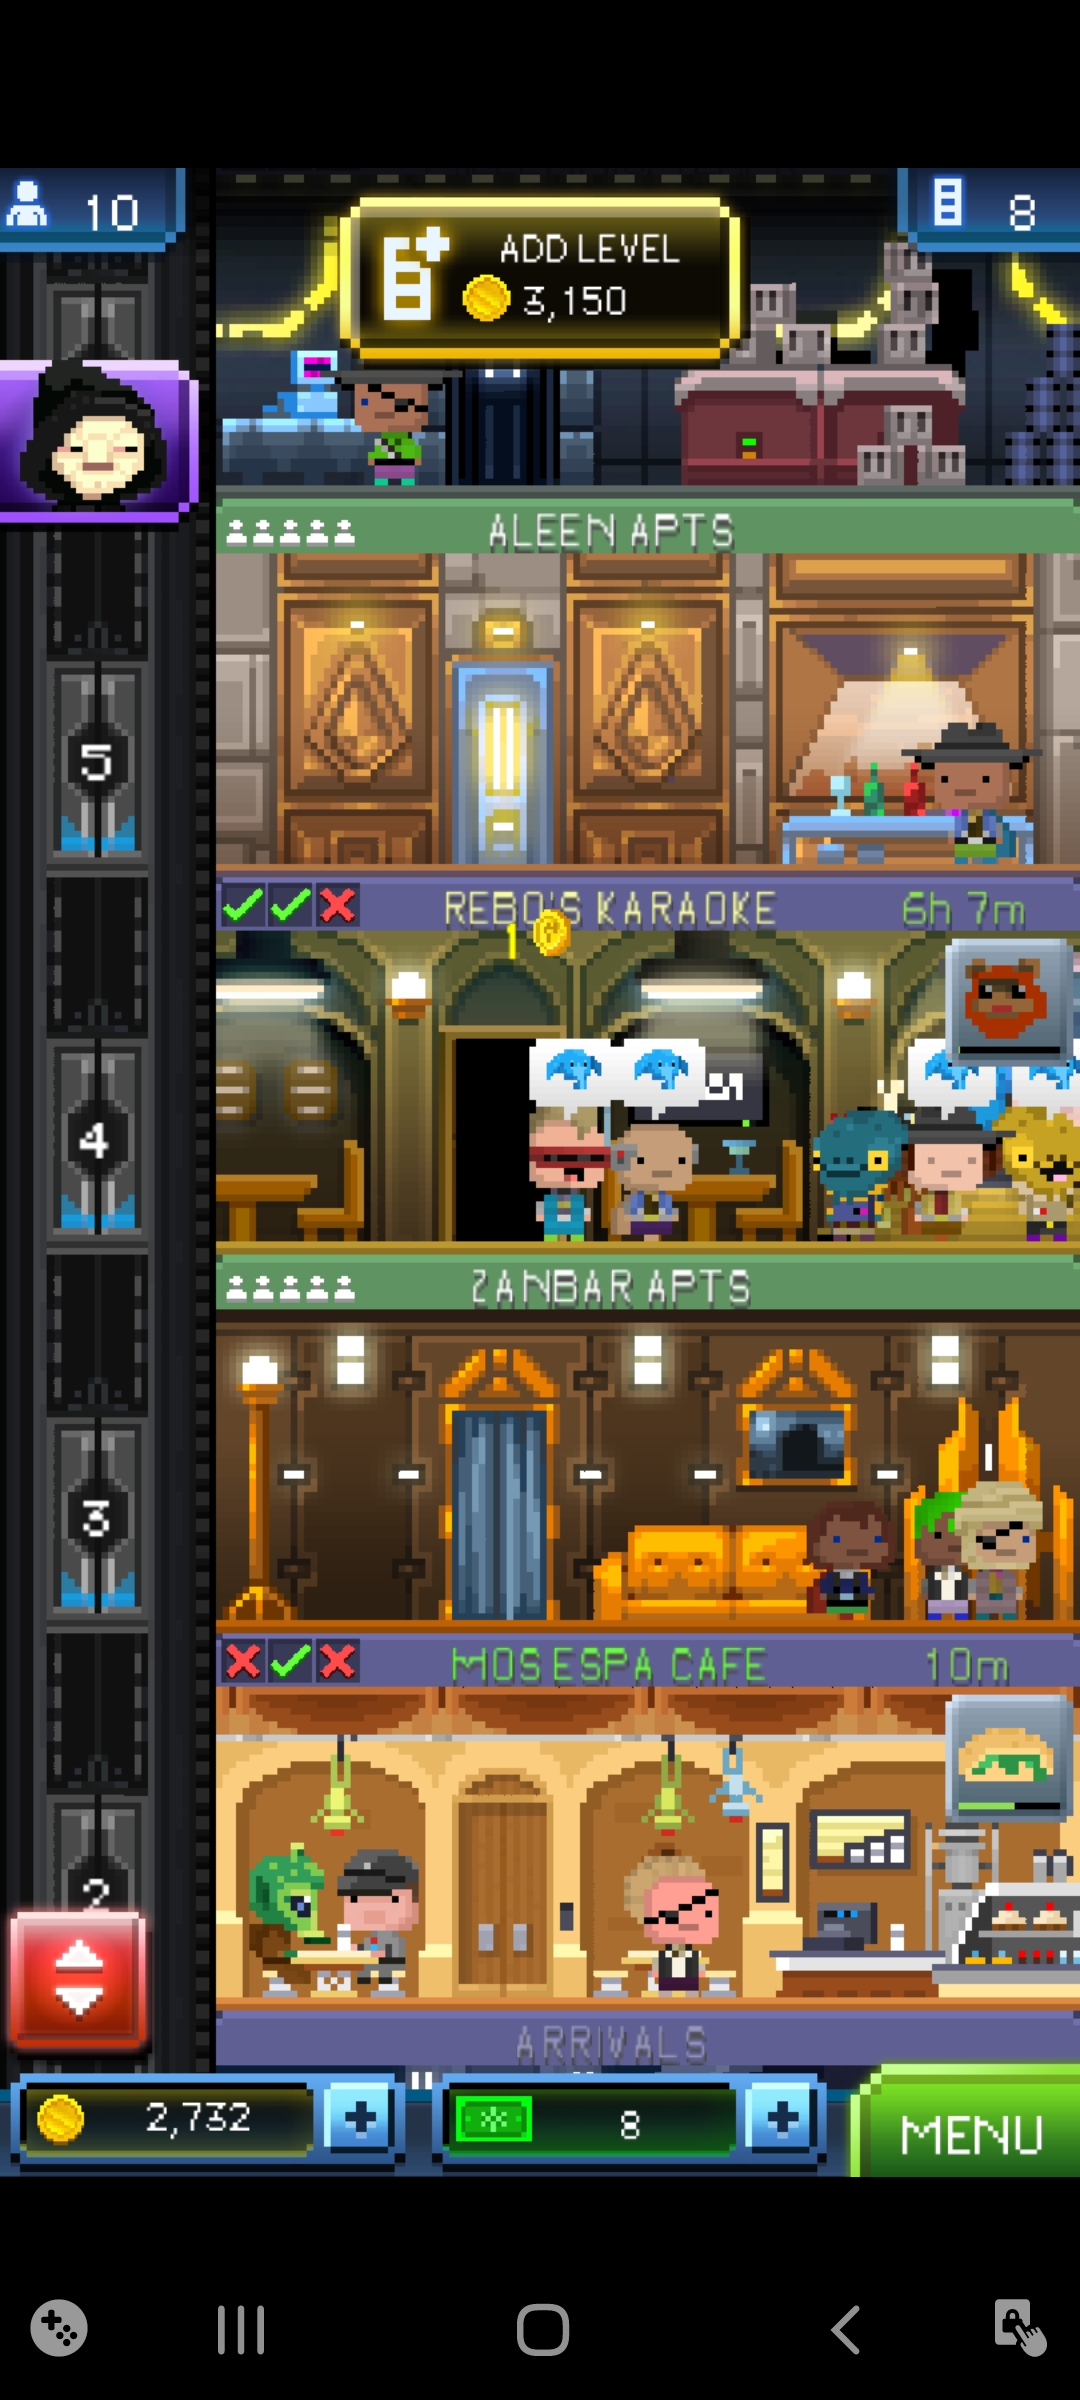 10
ADD LEVEL
3,150
8
ALEEN APTS
5
REBO'S KARAOKE
6h 7m
1
4
ZANBAR APTS
3
MOS ESPA CAFE
10m
2
ARRIVALS
2,732
8
MENU